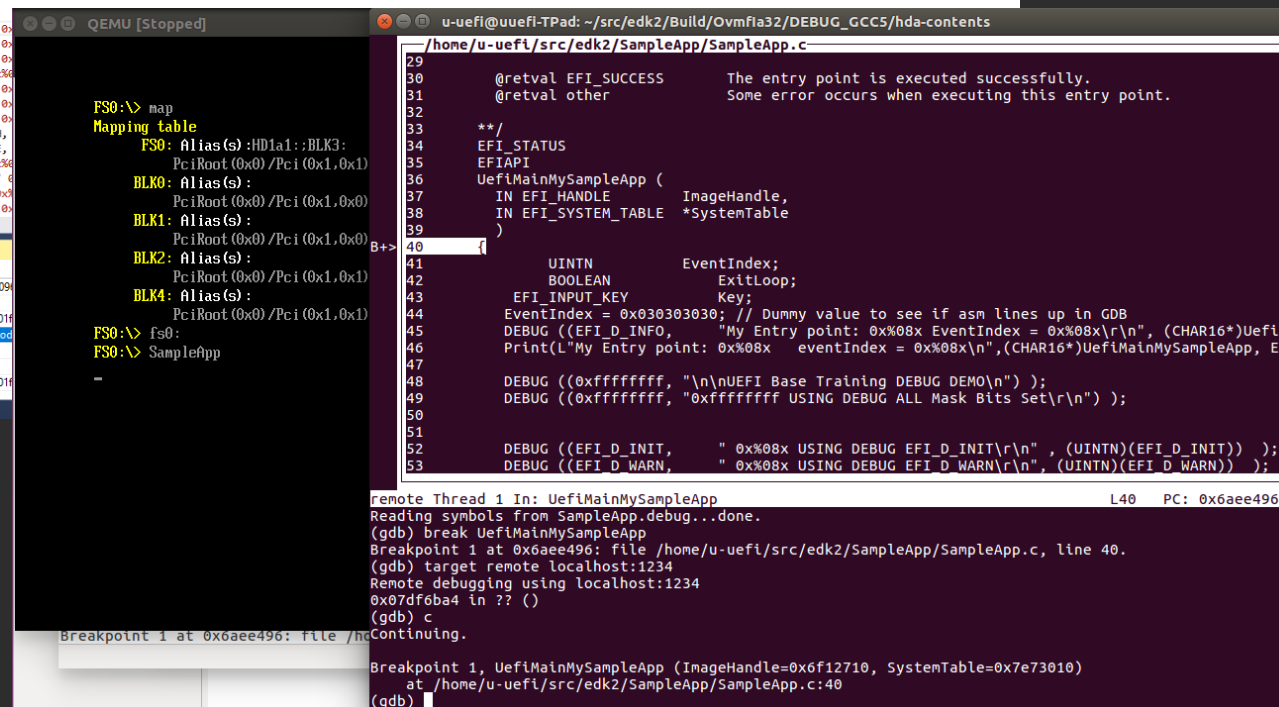 QEMU [Stopped]
FS0:\> map
Mapping table
FS0: Alias(s):HD1a1:;BLK3:
PciRoot(0x0)/Pci(0x1,0x1)
BLK0: Alias(s):
PciRoot(0x0)/Pci(0x1,0x0)
BLK1: Alias(s):
PciRoot(0x0)/Pci(0x1,0x0)
BLK2: Alias(s):
PciRoot(0x0)/Pci(0x1,0x1)
BLK4: Alias(s):
PciRoot(0x0)/Pci(0x1,0x1)
FS0:\> fs0:
FS0:\> SampleApp
_
Breakpoint 1 at 0x6aee496: file /ho
u-uefi@uuefi-TPad: ~/src/edk2/Build/OvmfIa32/DEBUG_GCC5/hda-contents
/home/u-uefi/src/edk2/SampleApp/SampleApp.c
29
30 @retval EFI_SUCCESS The entry point is executed successfully.
31 @retval other Some error occurs when executing this entry point.
32
33 **/
34 EFI_STATUS
35 EFIAPI
36 UefiMainMySampleApp (
37 IN EFI_HANDLE ImageHandle,
38 IN EFI_SYSTEM_TABLE *SystemTable
39 )
B+> 40 {
41 UINTN EventIndex;
42 BOOLEAN ExitLoop;
43 EFI_INPUT_KEY Key;
44 EventIndex = 0x030303030; // Dummy value to see if asm lines up in GDB
45 DEBUG ((EFI_D_INFO, "My Entry point: 0x%08x EventIndex = 0x%08x\r\n", (CHAR16*)Uefi
46 Print(L"My Entry point: 0x%08x eventIndex = 0x%08x\n",(CHAR16*)UefiMainMySampleApp, E
47
48 DEBUG ((0xffffffff, "\n\nUEFI Base Training DEBUG DEMO\n") );
49 DEBUG ((0xffffffff, "0xffffffff USING DEBUG ALL Mask Bits Set\r\n") );
50
51
52 DEBUG ((EFI_D_INIT, " 0x%08x USING DEBUG EFI_D_INIT\r\n" , (UINTN)(EFI_D_INIT)) );
53 DEBUG ((EFI_D_WARN, " 0x%08x USING DEBUG EFI_D_WARN\r\n", (UINTN)(EFI_D_WARN)) );
remote Thread 1 In: UefiMainMySampleApp L40 PC: 0x6aee496
Reading symbols from SampleApp.debug...done.
(gdb) break UefiMainMySampleApp
Breakpoint 1 at 0x6aee496: file /home/u-uefi/src/edk2/SampleApp/SampleApp.c, line 40.
(gdb) target remote localhost:1234
Remote debugging using localhost:1234
0x07df6ba4 in ?? ()
(gdb) c
Continuing.
Breakpoint 1, UefiMainMySampleApp (ImageHandle=0x6f12710, SystemTable=0x7e73010)
at /home/u-uefi/src/edk2/SampleApp/SampleApp.c:40
(gdb)